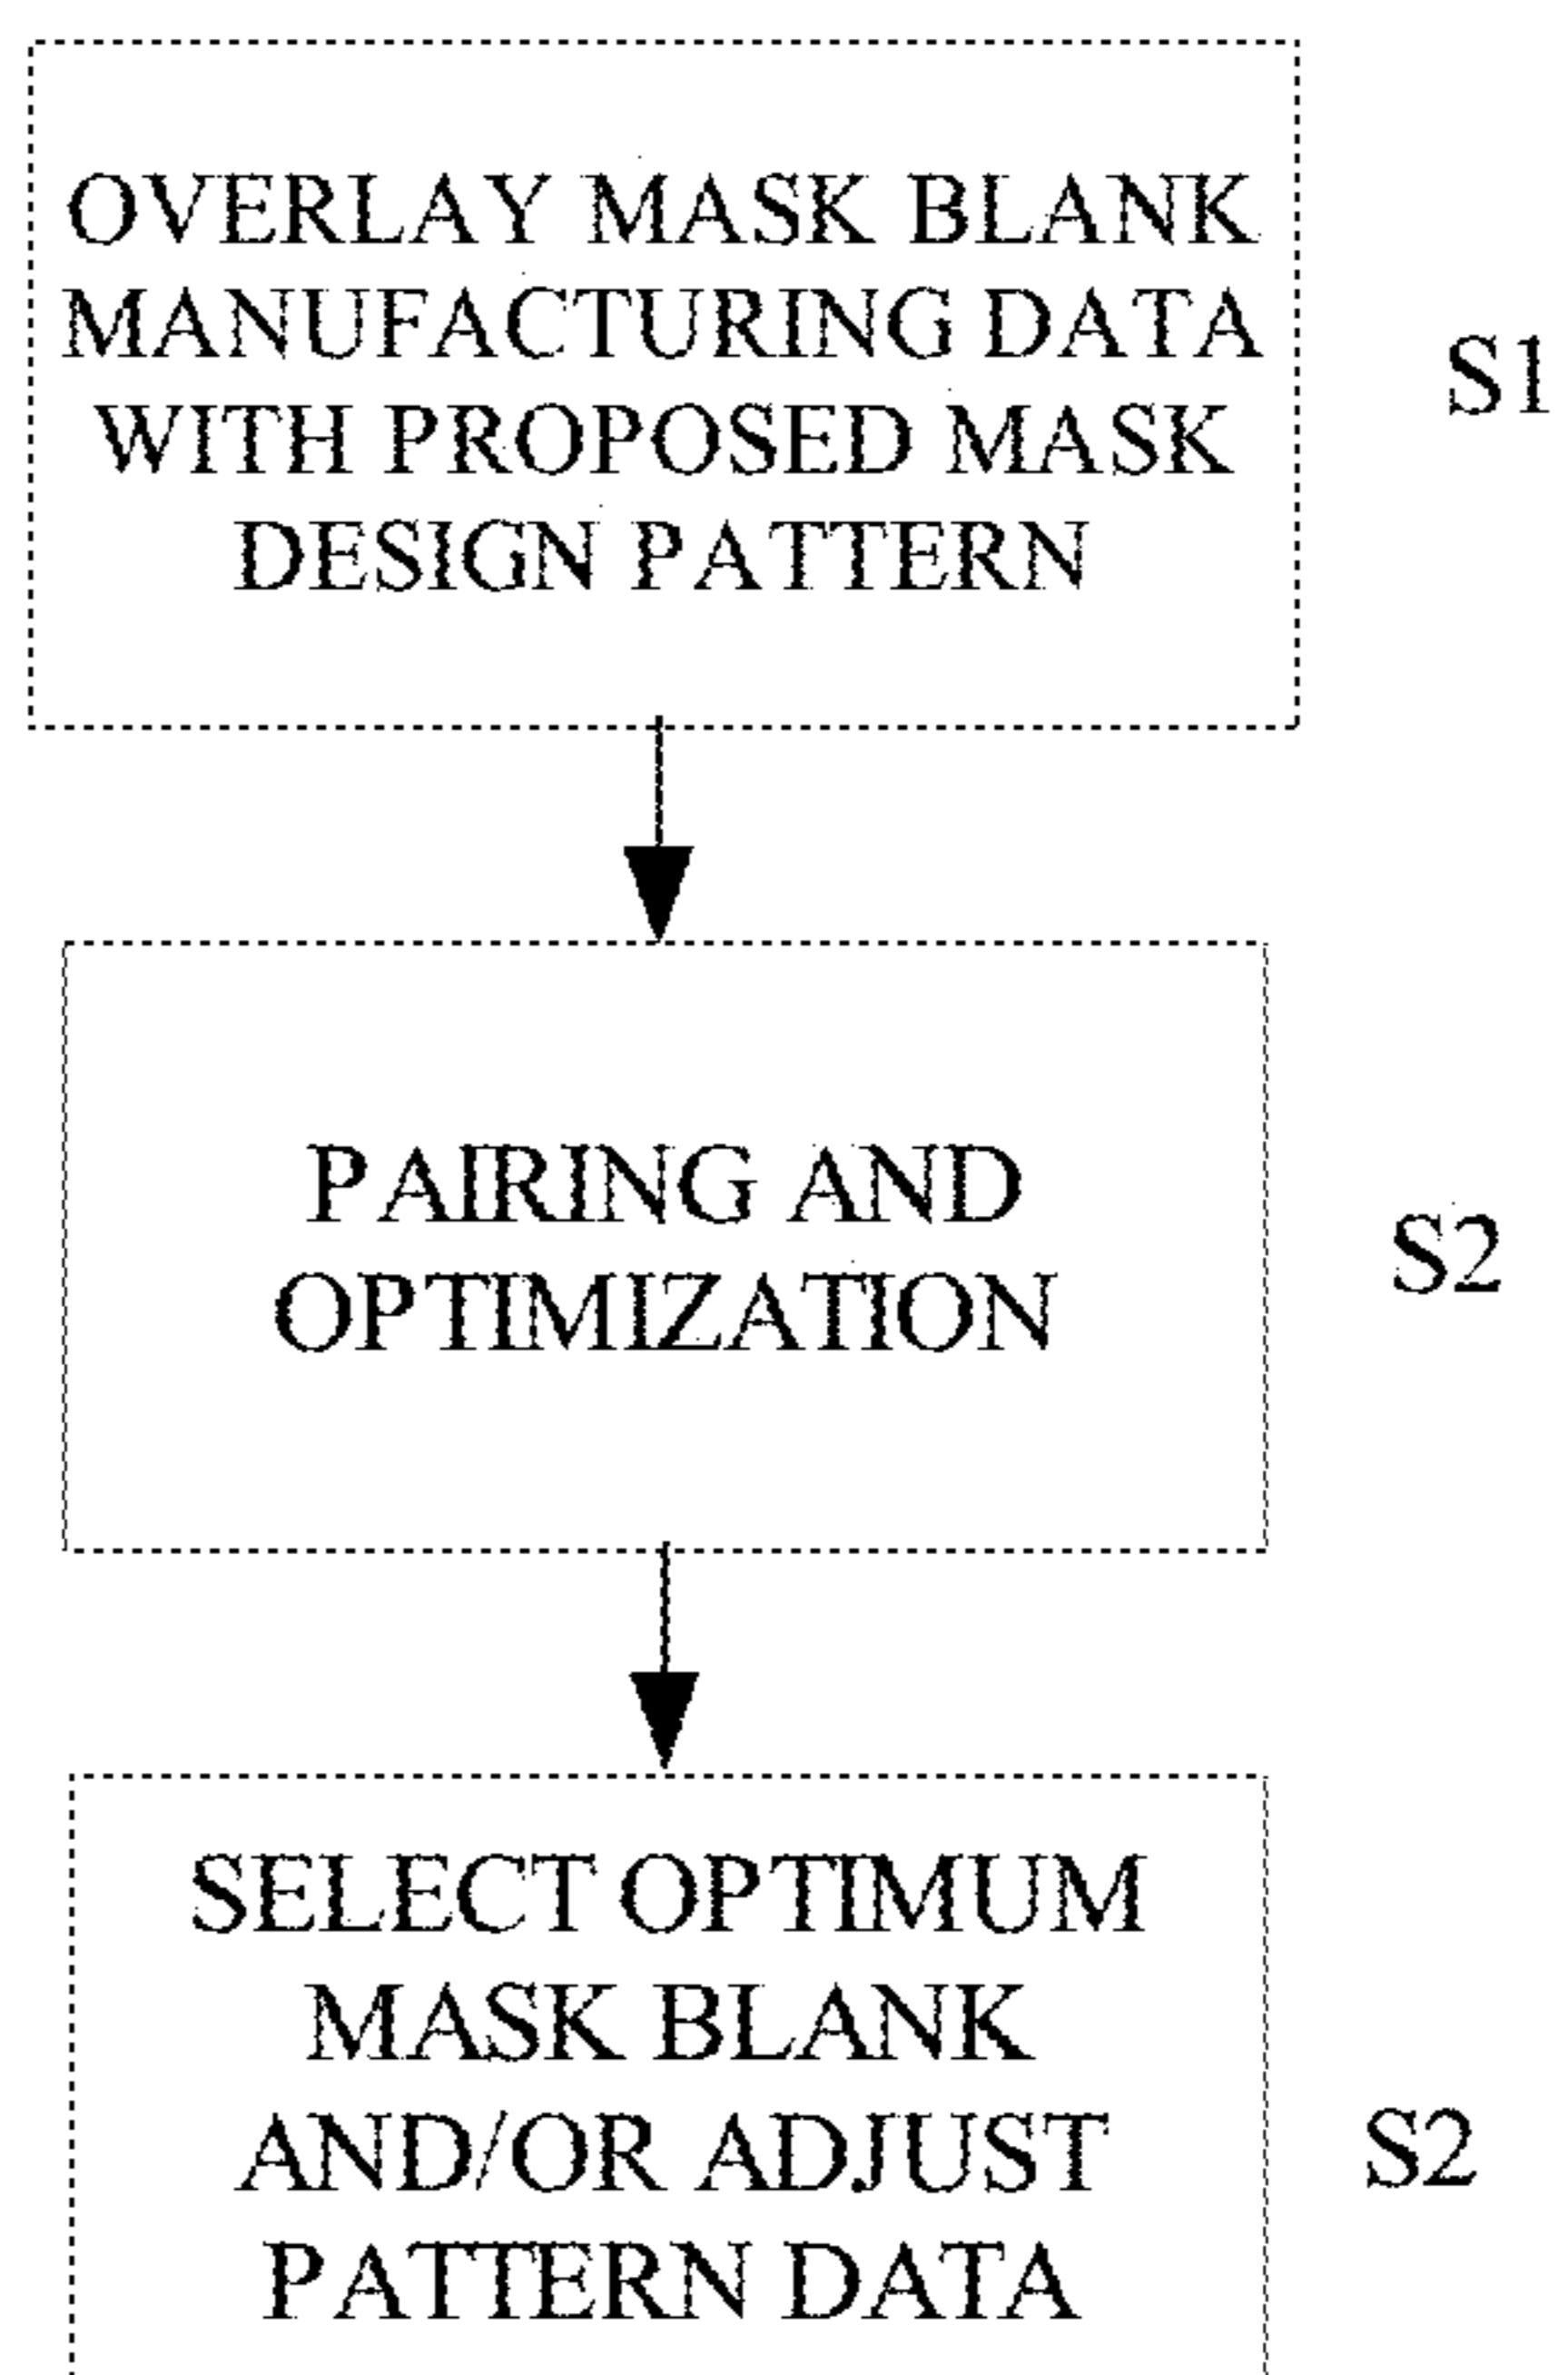 OVERLAY MASK BLANK
MANUFACTURING DATA
WITH PROPOSED MASK
DESIGN PATTERN
S1
PAIRING AND
OPTIMIZATION
S2
SELECT OPTIMUM
MASK BLANK
AND/OR ADJUST
PATTERN DATA
S2